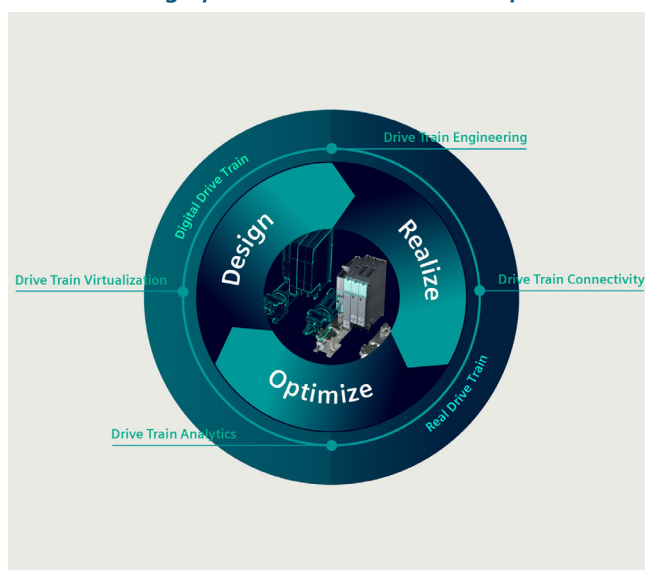 Drive Train Engineering
Digital Drive Train
Design
Realize
Drive Train Virtualization
Drive Train Connectivity
Optimize
Real Drive Train
Drive Train Analytics